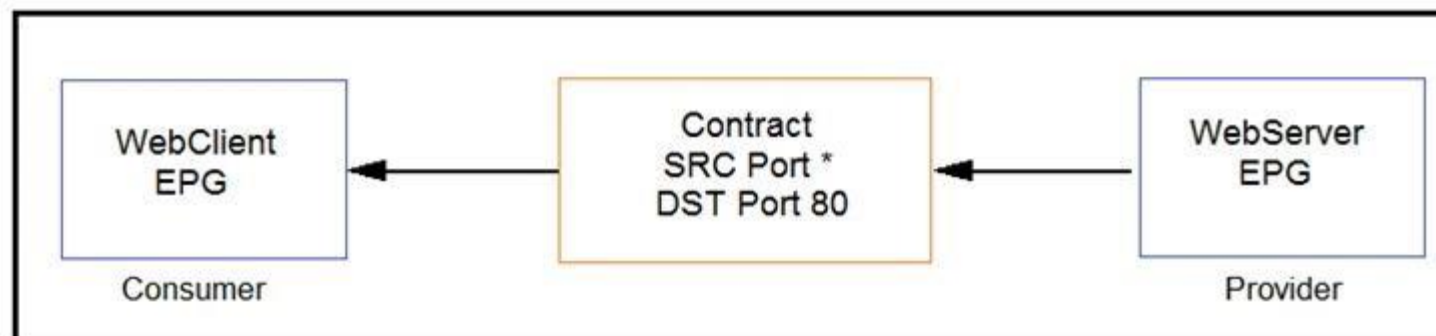 WebClient
EPG
Consumer
Contract
SRC Port *
DST Port 80
WebServer
EPG
Provider